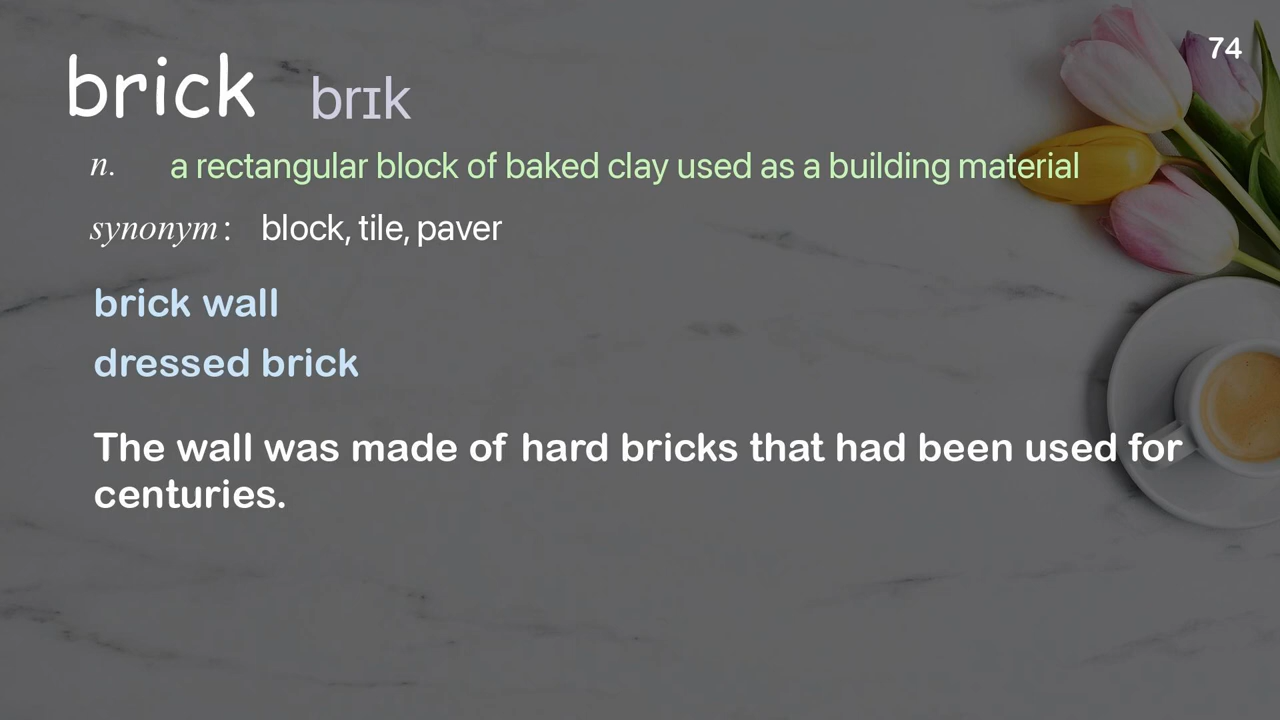 74
brick brɪk
n. a rectangular block of baked clay used as a building material
synonym: block, tile, paver
brick wall
dressed brick
The wall was made of hard bricks that had been used for
centuries.